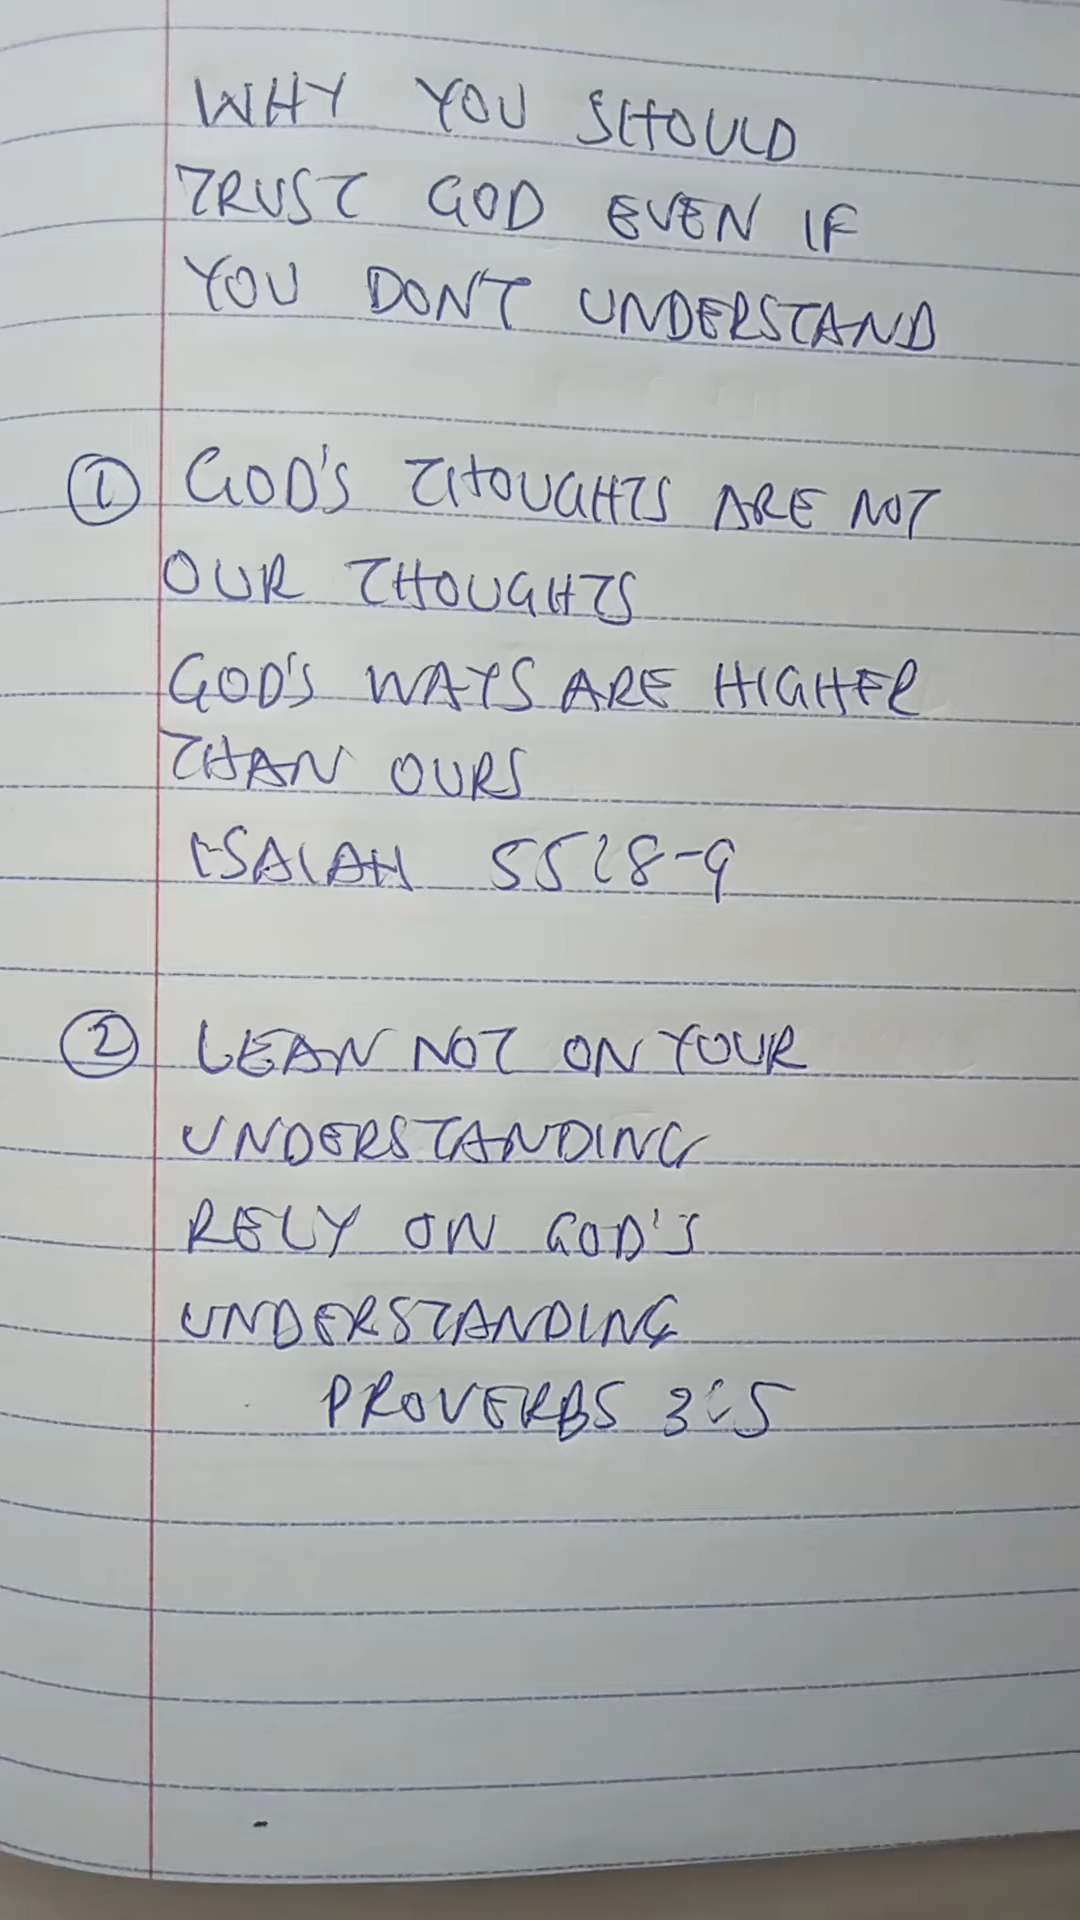 WHY YOU SHOULD
TRUST GOD EVEN IF
YOU DON'T UNDERSTAND
① GOD'S THOUGHTS ARE NOT
OUR THOUGHTS
GOD'S WAYS ARE HIGHER
THAN OURS
ISAIAH 55:8-9
② LEAN NOT ON YOUR
UNDERSTANDING
RELY ON GOD'S
UNDERSTANDING
PROVERBS 3:5